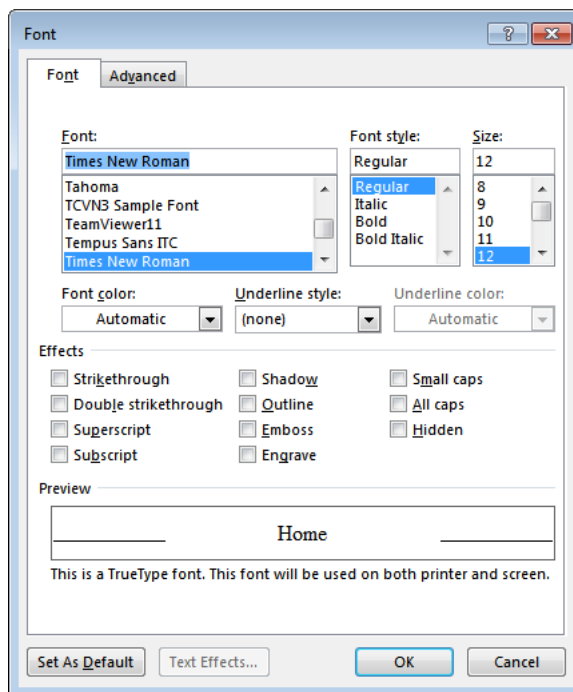 Font
Font Advanced
Font: Font style: Size:
Times New Roman Regular 12
Tahoma Regular 8
TCVN3 Sample Font Italic 9
TeamViewer11 Bold 10
Tempus Sans ITC Bold Italic 11
Times New Roman 12
Font color: Underline style: Underline color:
Automatic (none) Automatic
Effects
Strikethrough Shadow Small caps
Double strikethrough Outline All caps
Superscript Emboss Hidden
Subscript Engrave
Preview
Home
This is a TrueType font. This font will be used on both printer and screen.
Set As Default Text Effects... OK Cancel